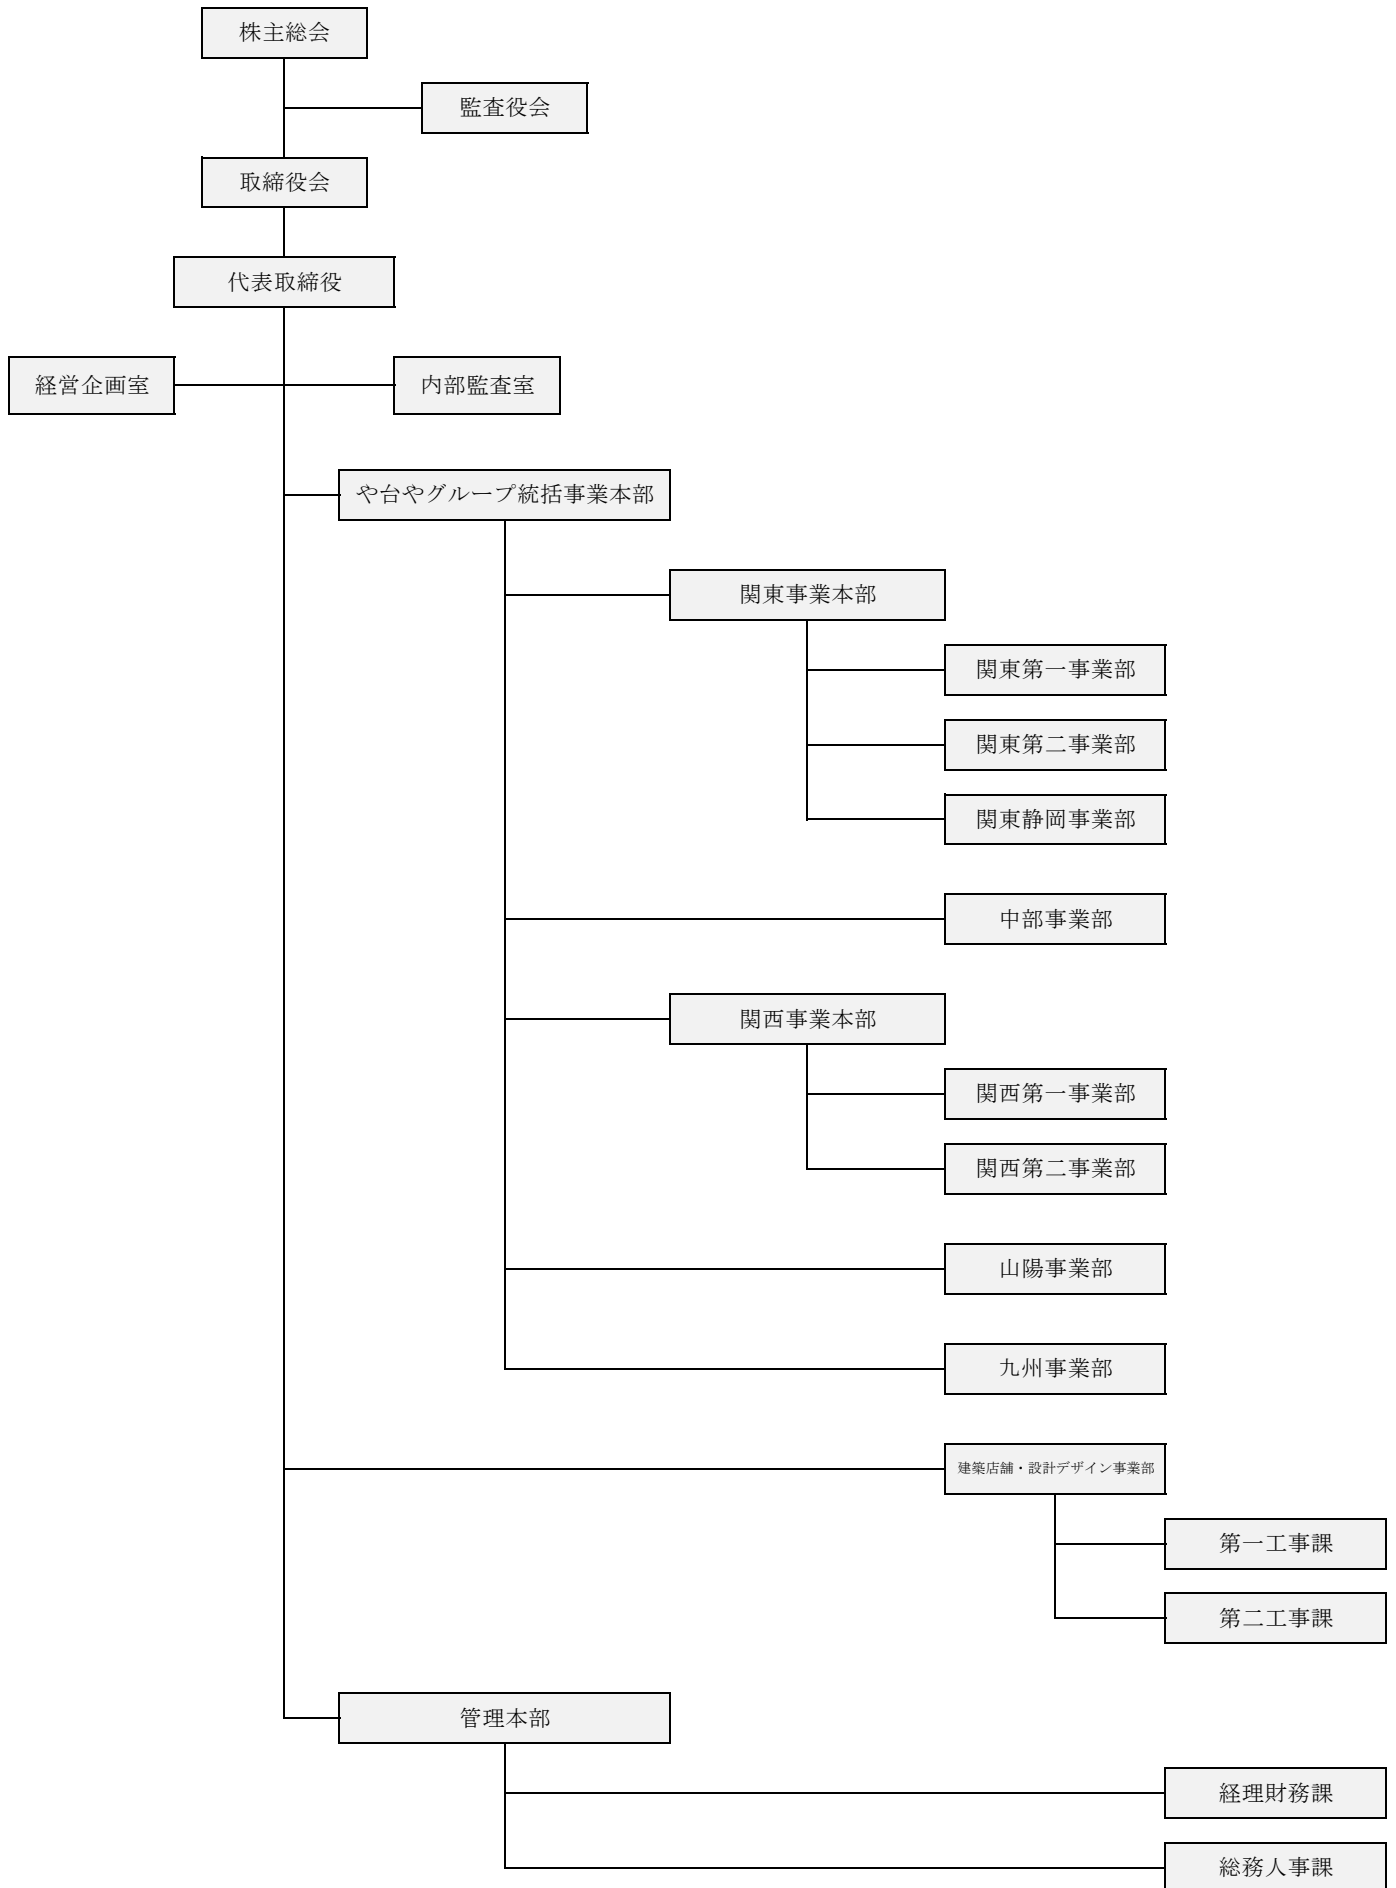 株主総会
監査役会
取締役会
代表取締役
経営企画室
内部監査室
や台やグループ統括事業本部
関東事業本部
関東第一事業部
関東第二事業部
関東静岡事業部
中部事業部
関西事業本部
関西第一事業部
関西第二事業部
山陽事業部
九州事業部
建築店舗・設計デザイン事業部
第一工事課
第二工事課
管理本部
経理財務課
総務人事課